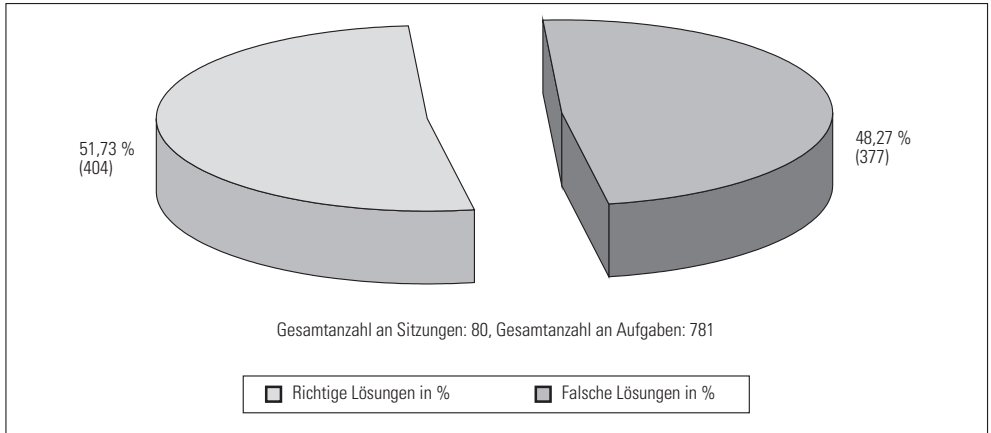 51,73 %
(404)
48,27 %
(377)
Gesamtanzahl an Sitzungen: 80, Gesamtanzahl an Aufgaben: 781
Richtige Lösungen in %
Falsche Lösungen in %